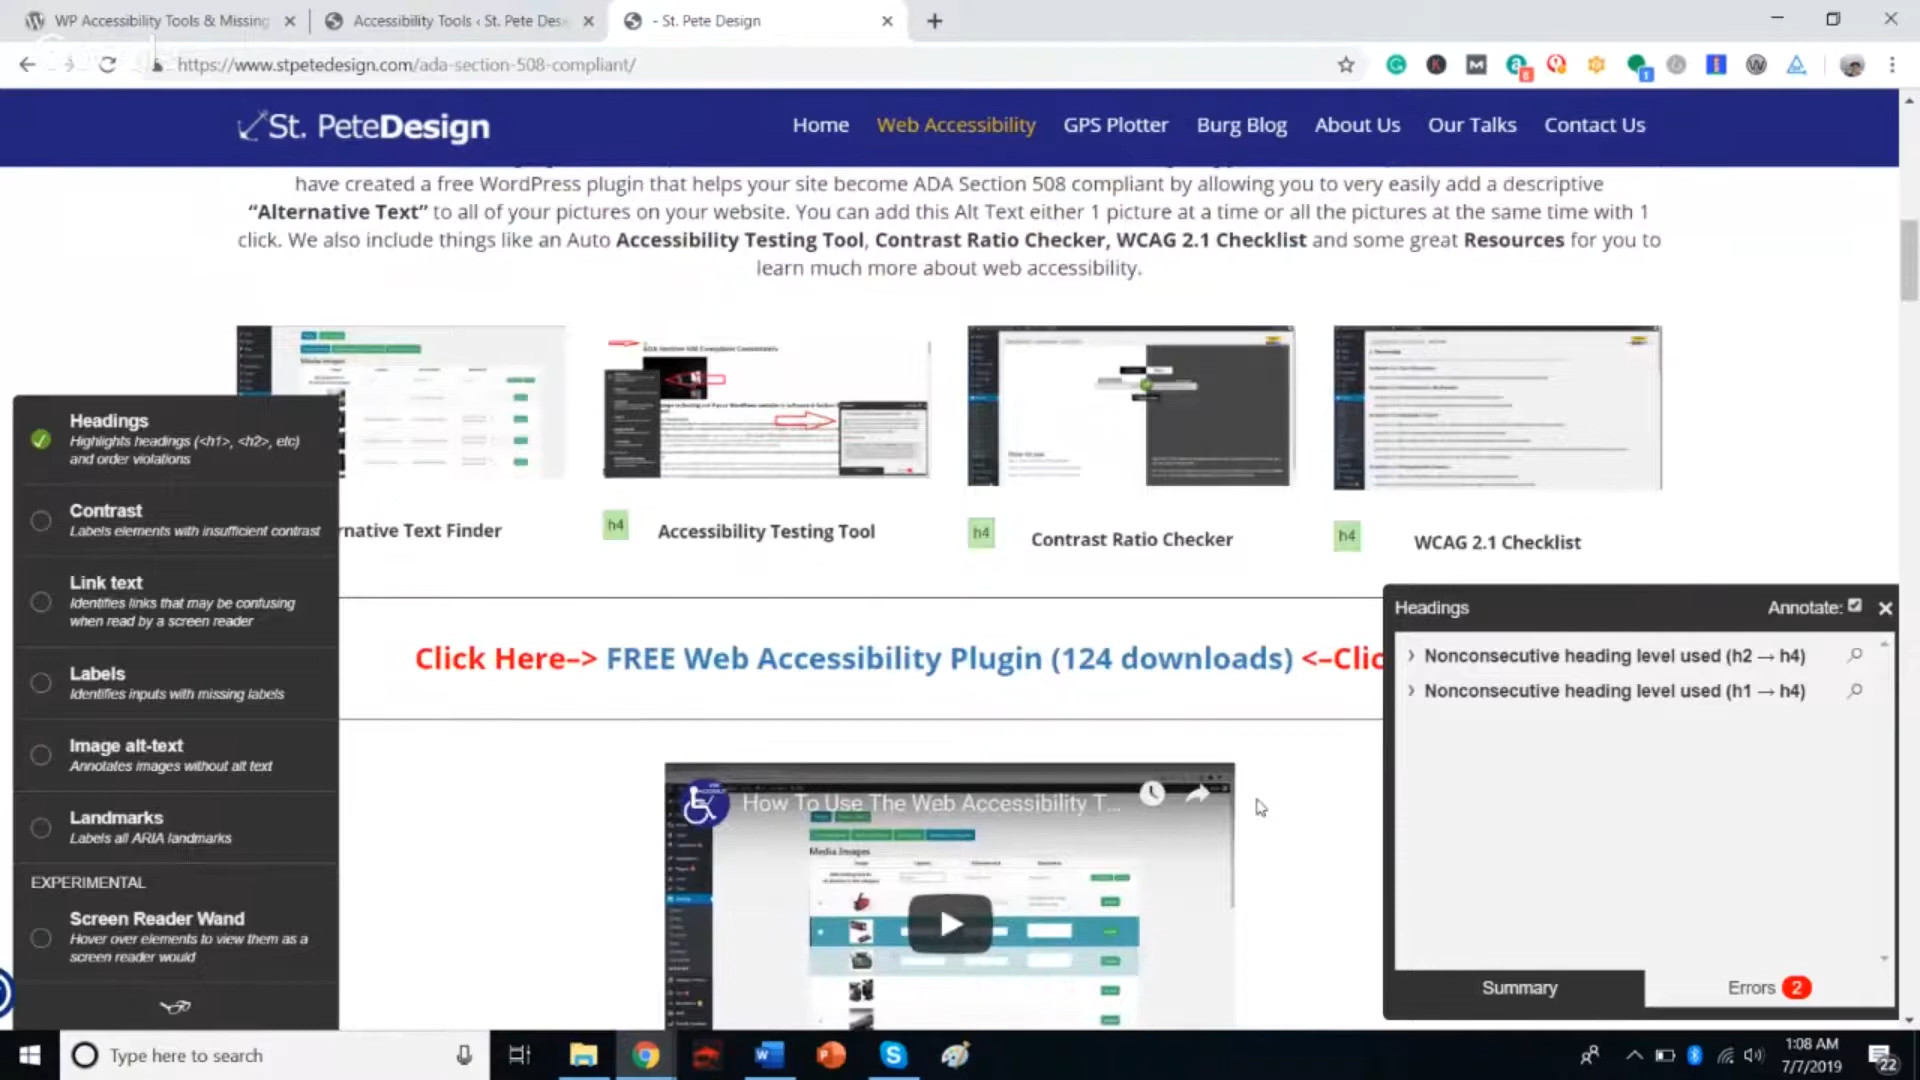 WP Accessibility Tools & Missing
Accessibility Tools ‹ St. Pete Des
- St. Pete Design
https://www.stpetedesign.com/ada-section-508-compliant/
St. PeteDesign
Home
Web Accessibility
GPS Plotter
Burg Blog
About Us
Our Talks
Contact Us
have created a free WordPress plugin that helps your site become ADA Section 508 compliant by allowing you to very easily add a descriptive
“Alternative Text” to all of your pictures on your website. You can add this Alt Text either 1 picture at a time or all the pictures at the same time with 1
click. We also include things like an Auto Accessibility Testing Tool, Contrast Ratio Checker, WCAG 2.1 Checklist and some great Resources for you to
learn much more about web accessibility.
Media Images
ADA Section 508 Compliant
rnative Text Finder
h4
Accessibility Testing Tool
h4
Contrast Ratio Checker
h4
WCAG 2.1 Checklist
Headings
Highlights headings (<h1>, <h2>, etc)
and order violations
Contrast
Labels elements with insufficient contrast
Link text
Identifies links that may be confusing
when read by a screen reader
Labels
Identifies inputs with missing labels
Image alt-text
Annotates images without alt text
Landmarks
Labels all ARIA landmarks
EXPERIMENTAL
Screen Reader Wand
Hover over elements to view them as a
screen reader would
Click Here–> FREE Web Accessibility Plugin (124 downloads) <–Clic
How To Use The Web Accessibility T...
Media Images
Headings
Annotate:
Nonconsecutive heading level used (h2 → h4)
Nonconsecutive heading level used (h1 → h4)
Summary
Errors 2
Type here to search
1:08 AM
7/7/2019
22